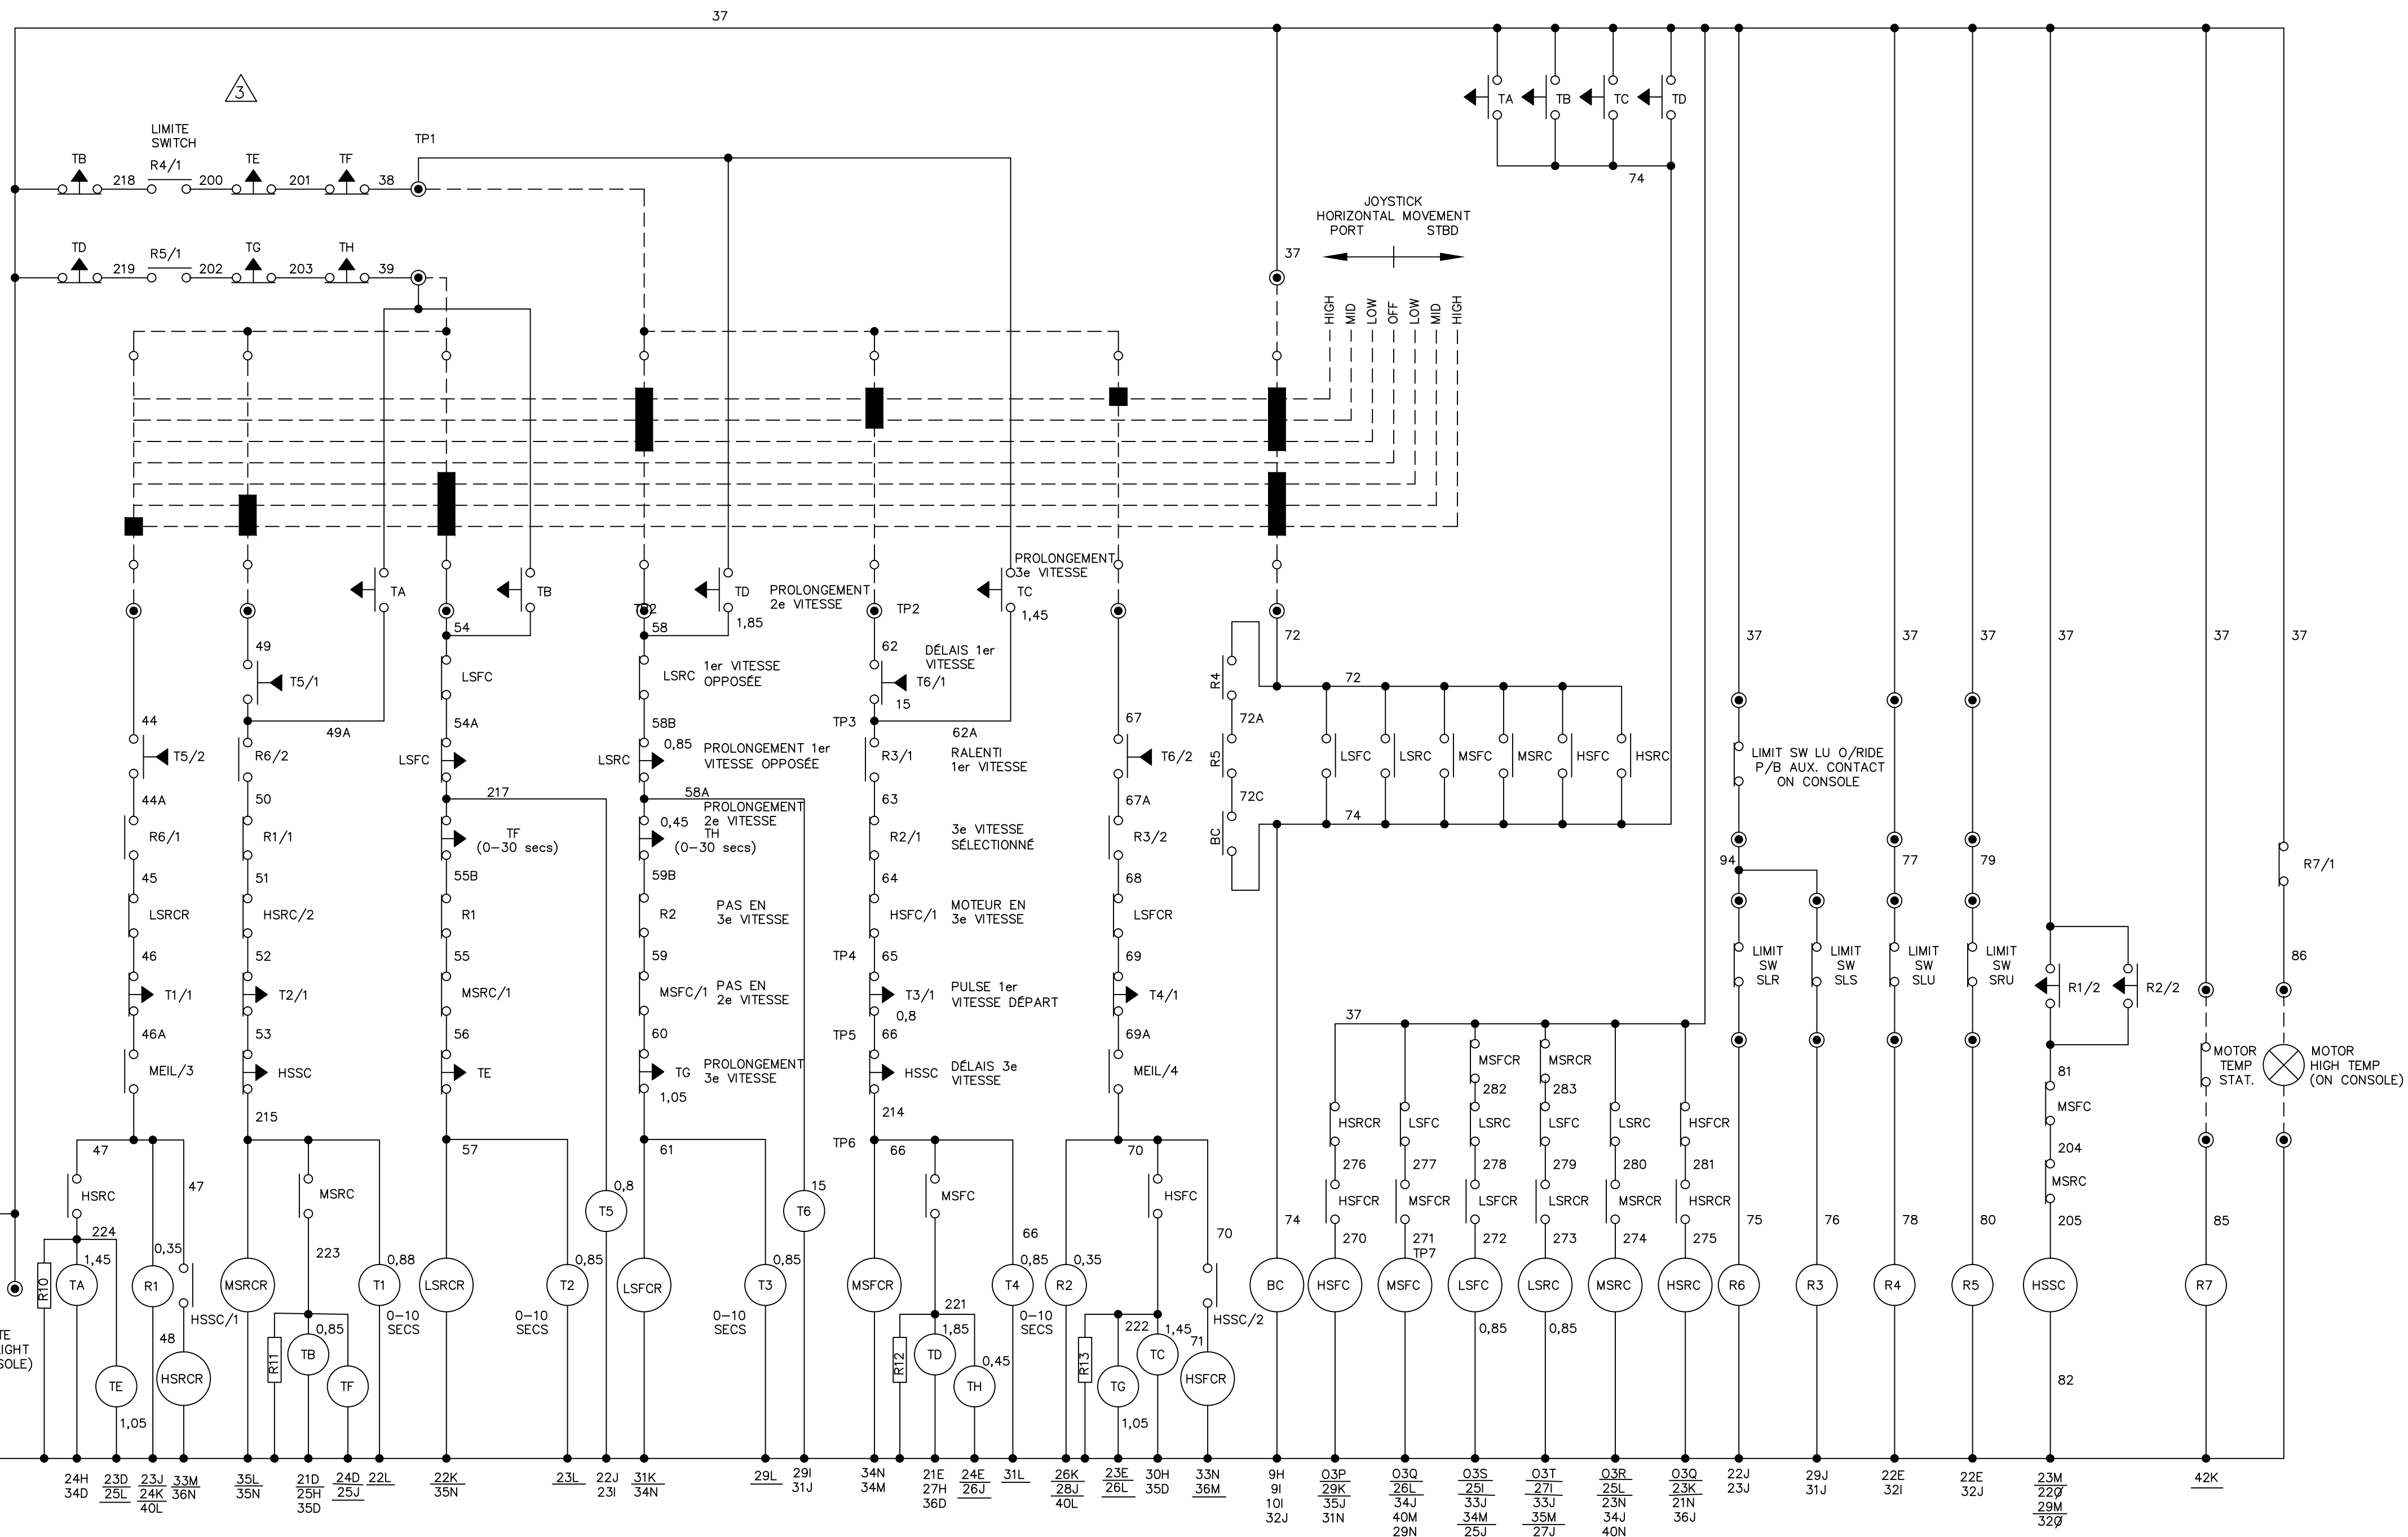 37
3
LIMITE
SWITCH
TP1
TB
218
R4/1
200
TE
201
TF
38
TA
TB
TC
TD
74
JOYSTICK
HORIZONTAL MOVEMENT
PORT
STBD
TD
219
R5/1
202
TG
203
TH
39
37
HIGH
MID
LOW
OFF
LOW
MID
HIGH
TA
TB
TD
PROLONGEMENT
2e VITESSE
1,85
PROLONGEMENT
3e VITESSE
TC
1,45
TP2
54
58
72
37
37
37
37
37
37
49
T5/1
LSFC
LSRC
1er VITESSE
OPPOSÉE
62
DÉLAIS 1er
VITESSE
T6/1
15
R4
72
44
49A
54A
58B
TP3
62A
67
72A
T5/2
R6/2
LSFC
LSRC
0,85
PROLONGEMENT 1er
VITESSE OPPOSÉE
R3/1
RALENTI
1er VITESSE
T6/2
R5
LSFC
LSRC
MSFC
MSRC
HSFC
HSRC
LIMIT SW LU O/RIDE
P/B AUX. CONTACT
ON CONSOLE
44A
50
217
58A
63
67A
72C
74
R6/1
R1/1
TF
(0-30 secs)
PROLONGEMENT
2e VITESSE
0,45
TH
(0-30 secs)
R2/1
3e VITESSE
SÉLECTIONNÉ
R3/2
BC
45
51
55B
59B
64
68
94
77
79
R7/1
LSRCR
HSRC/2
R1
R2
PAS EN
3e VITESSE
HSFC/1
MOTEUR EN
3e VITESSE
LSFCR
46
52
55
59
TP4
65
69
LIMIT
SW
SLR
LIMIT
SW
SLS
LIMIT
SW
SLU
LIMIT
SW
SRU
86
T1/1
T2/1
MSRC/1
MSFC/1
PAS EN
2e VITESSE
T3/1
0,8
PULSE 1er
VITESSE DÉPART
T4/1
R1/2
R2/2
46A
53
56
60
TP5
66
69A
37
MEIL/3
HSSC
TE
TG
PROLONGEMENT
3e VITESSE
1,05
HSSC
DÉLAIS 3e
VITESSE
MEIL/4
MSFCR
MSRCR
282
283
81
MOTOR
TEMP
STAT.
MOTOR
HIGH TEMP
(ON CONSOLE)
215
214
HSRCR
LSFC
LSRC
LSFC
LSRC
HSFCR
MSFC
47
57
61
TP6
66
70
276
277
278
279
280
281
204
HSRC
47
MSRC
0,8
T5
15
T6
MSFC
HSFC
HSFCR
MSFCR
LSFCR
LSRCR
MSRCR
HSRCR
MSRC
224
223
66
70
74
270
271
TP7
272
273
274
275
75
76
78
80
205
85
R10
1,45
TA
0,35
R1
MSRCR
0,88
T1
LSRCR
0,85
T2
LSFCR
0,85
T3
MSFCR
0,85
T4
0,35
R2
BC
HSFC
MSFC
LSFC
LSRC
MSRC
HSRC
R6
R3
R4
R5
HSSC
R7
HSSC/1
0-10
SECS
0-10
SECS
0-10
SECS
221
0-10
SECS
222
HSSC/2
0,85
0,85
TE
IGHT
SOLE)
48
R11
0,85
TB
R12
1,85
TD
R13
1,45
TC
71
TE
HSRCR
TF
0,45
TH
TG
HSFCR
82
1,05
1,05
24H
34D
23D
25L
23J
24K
40L
33M
36N
35L
35N
21D
25H
35D
24D
25J
22L
22K
35N
23L
22J
23I
31K
34N
29L
29I
31J
34N
34M
21E
27H
36D
24E
26J
31L
26K
28J
40L
23E
26L
30H
35D
33N
36M
9H
9I
10I
32J
03P
29K
35J
31N
03Q
26L
34J
40M
29N
03S
25I
33J
34M
25J
03T
27I
33J
35M
27J
03R
25L
23N
34J
40N
03Q
23K
21N
36J
22J
23J
29J
31J
22E
32I
22E
32J
23M
22Ø
29M
32Ø
42K